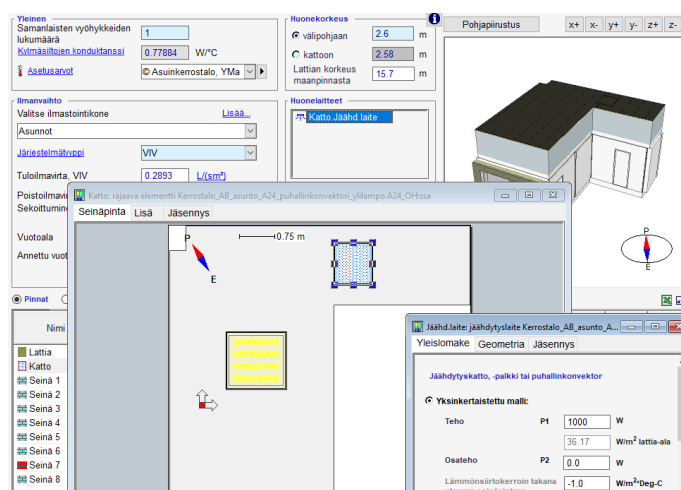 Yleinen
Samanlaisten vyöhykkeiden lukumäärä 1
Kylmäsiltojen konduktanssi 0.77884 W/°C
Asetusarvot © Asuinkerrostalo, YMa
Huonekorkeus
välipohjaan 2.6 m
kattoon 2.58 m
Lattian korkeus maanpinnasta 15.7 m
Pohjapiirustus x+ x- y+ y- z+ z-
Ilmanvaihto
Valitse ilmastointikone Lisää...
Asunnot
Järjestelmätyyppi VIV
Tuloilmavirta, VIV 0.2893 L/(sm²)
Poistoilmavi
Sekoittumine
Vuotoala
Annettu vuot
Huonelaitteet
Katto.Jäähd.laite
P
E
Pinnat
Nimi
Lattia
Katto
Seinä 1
Seinä 2
Seinä 3
Seinä 4
Seinä 5
Seinä 6
Seinä 7
Seinä 8
Katto: rajaava elementti Kerrostalo_AB_asunto_A24_puhallinkonvektori_ylilampo.A24_OH:ssa
Seinäpinta Lisä Jäsennys
P
E
0.75 m
Jäähd.laite: jäähdytyslaite Kerrostalo_AB_asunto_A...
Yleislomake Geometria Jäsennys
Jäähdytyskatto, -palkki tai puhallinkonvektor
Yksinkertaistettu malli:
Teho P1 1000 W
36.17 W/m² lattia-ala
Osateho P2 0.0 W
Lämmönsiirtokerroin takana -1.0 W/m²*Deg-C